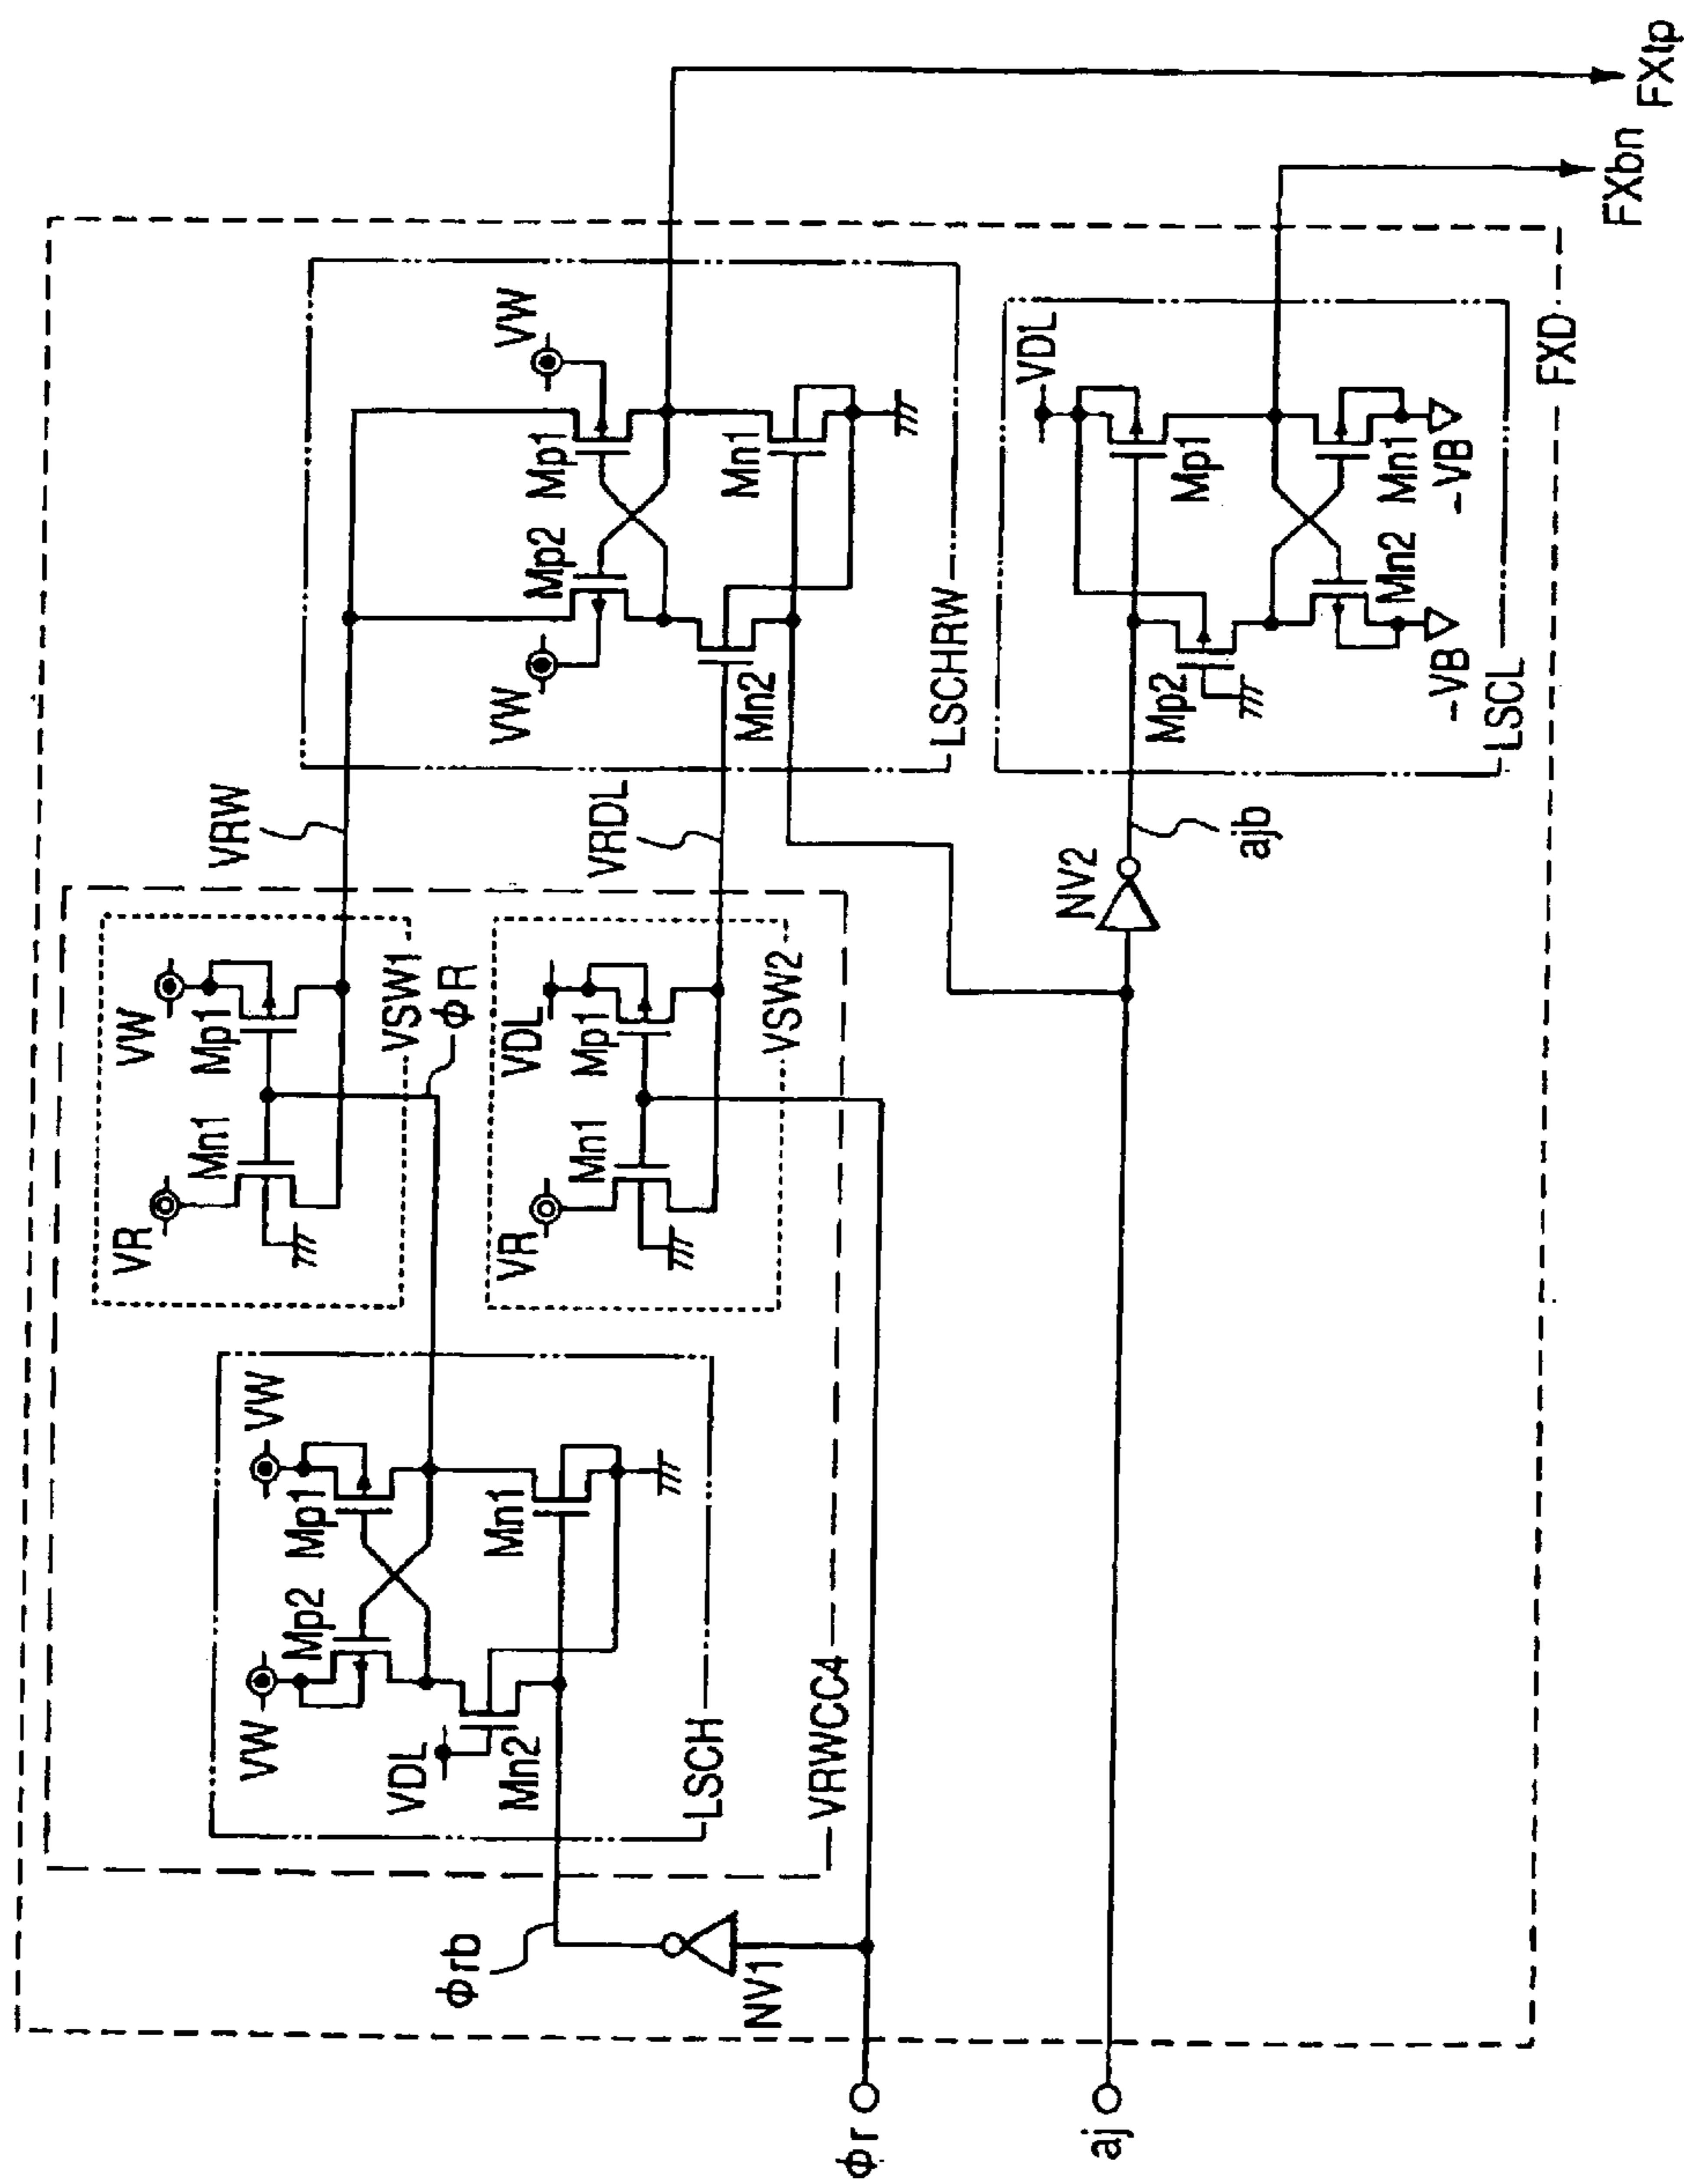 φr
aj
NV1
φrb
VRWCC4
LSCH
VW
Mp2
VW
Mp1
VDL
Mn2
Mn1
VR
Mn1
VW
Mp1
VSW1
φR
VR
Mn1
VDL
Mp1
VSW2
VRW
VRDL
NV2
ajb
VW
Mp2
VW
Mp1
Mn2
Mn1
LSCHRW
VDL
Mp1
Mp2
Mn2
Mn1
-VB
-VB
LSCL
FXD
FXbn
FXtp